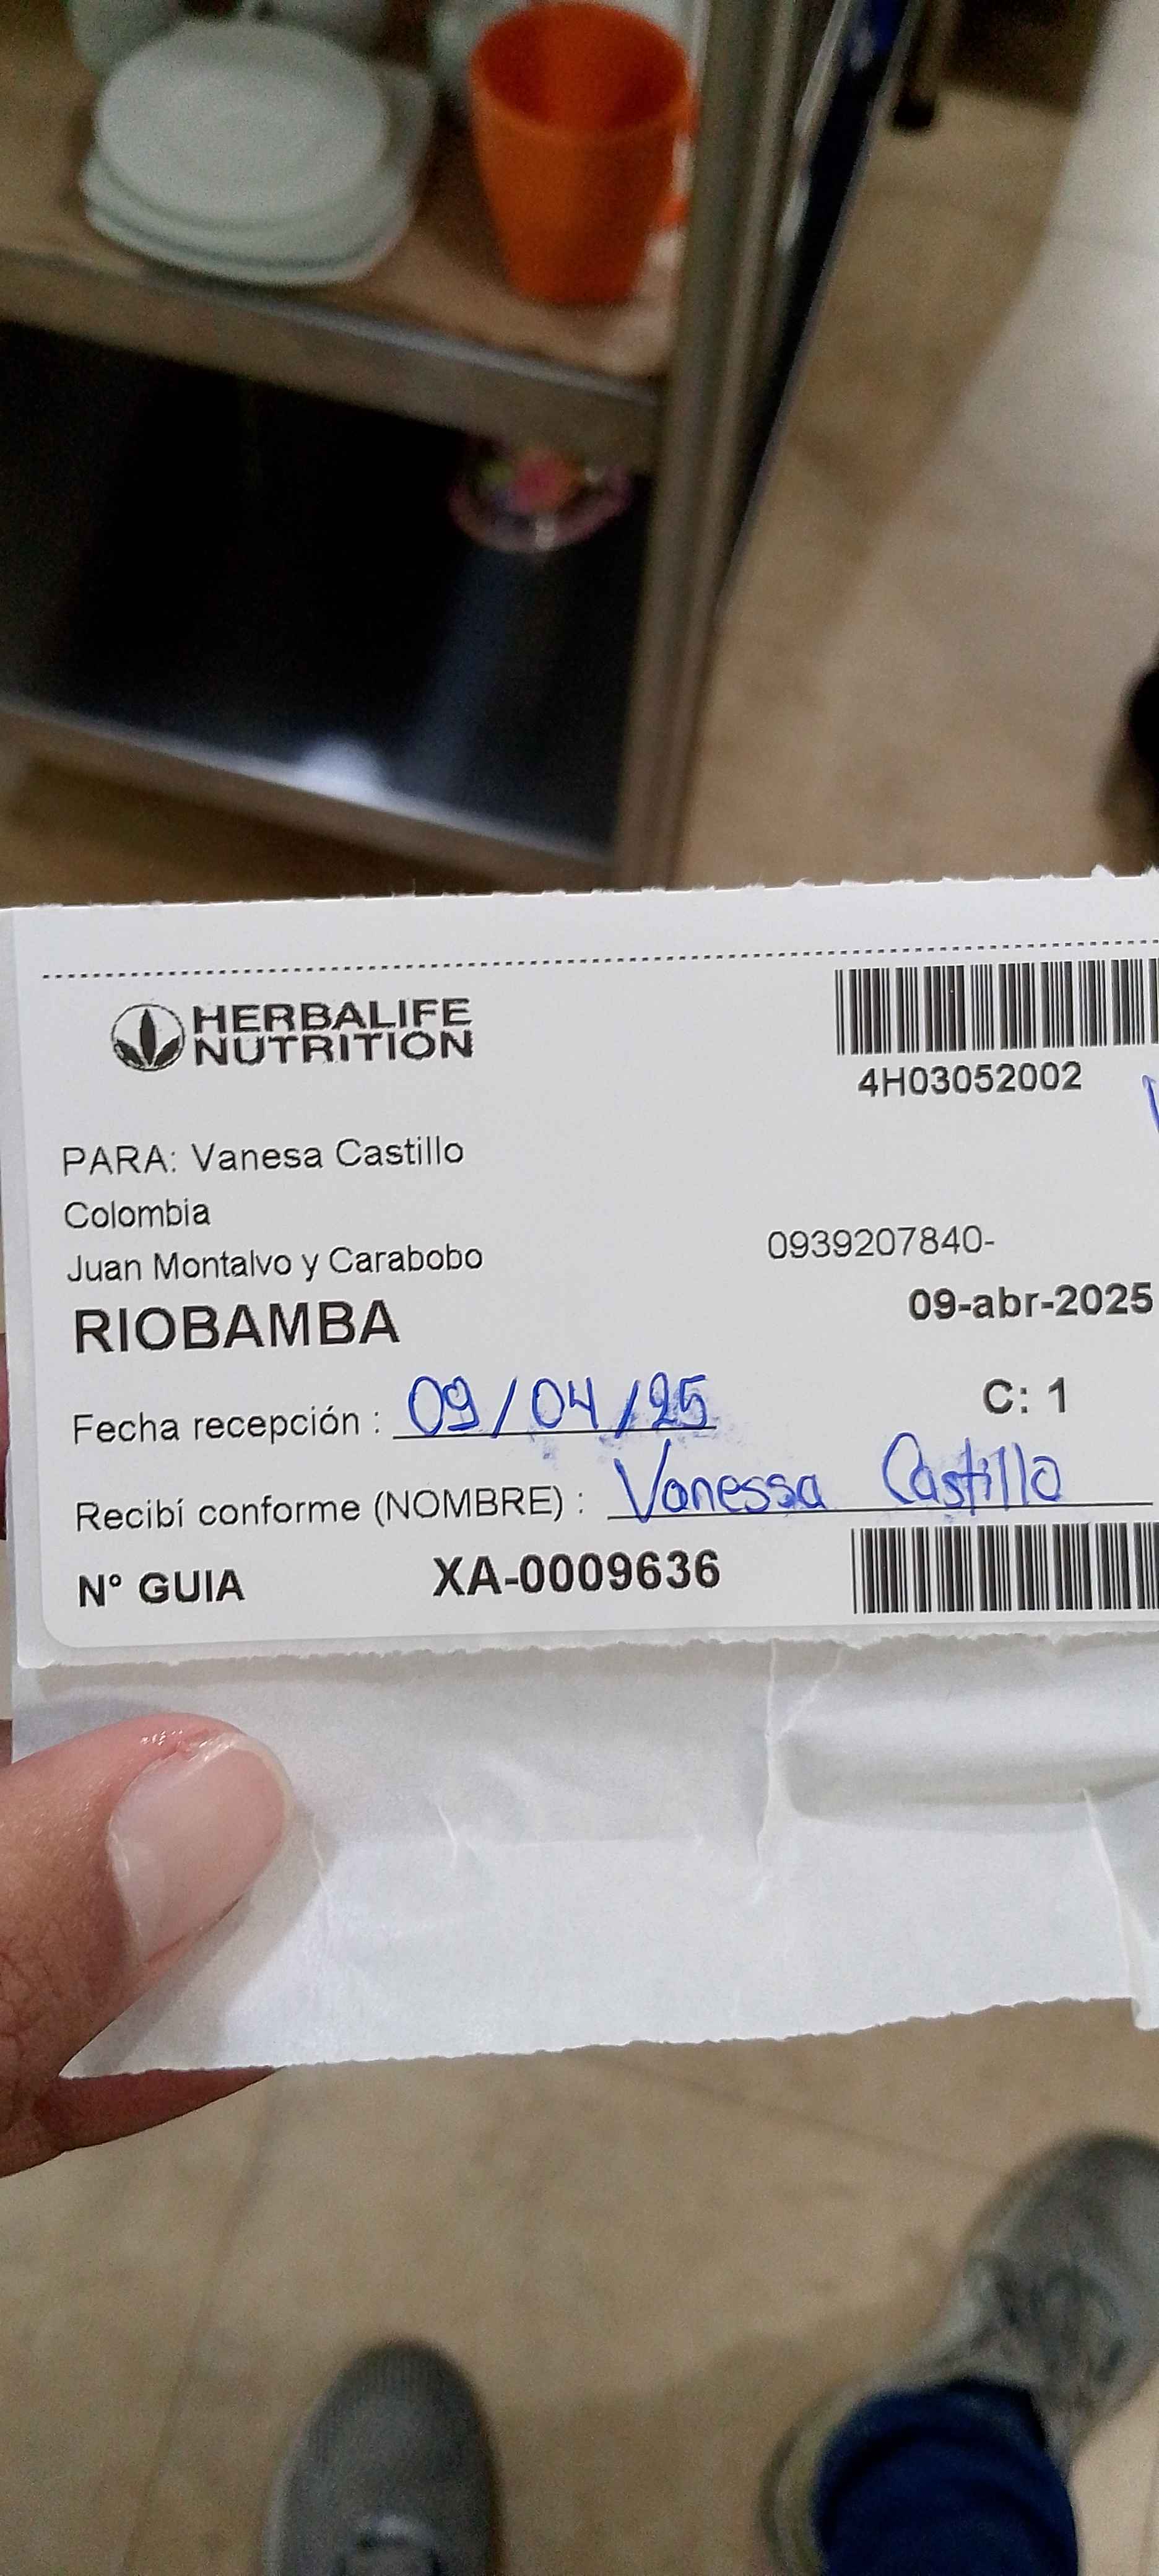 HERBALIFE
NUTRITION
4H03052002
PARA: Vanesa Castillo
Colombia
Juan Montalvo y Carabobo
0939207840-
RIOBAMBA
09-abr-2025
Fecha recepción : 09/04/25
C: 1
Recibí conforme (NOMBRE) : Vanessa Castillo
N° GUIA XA-0009636